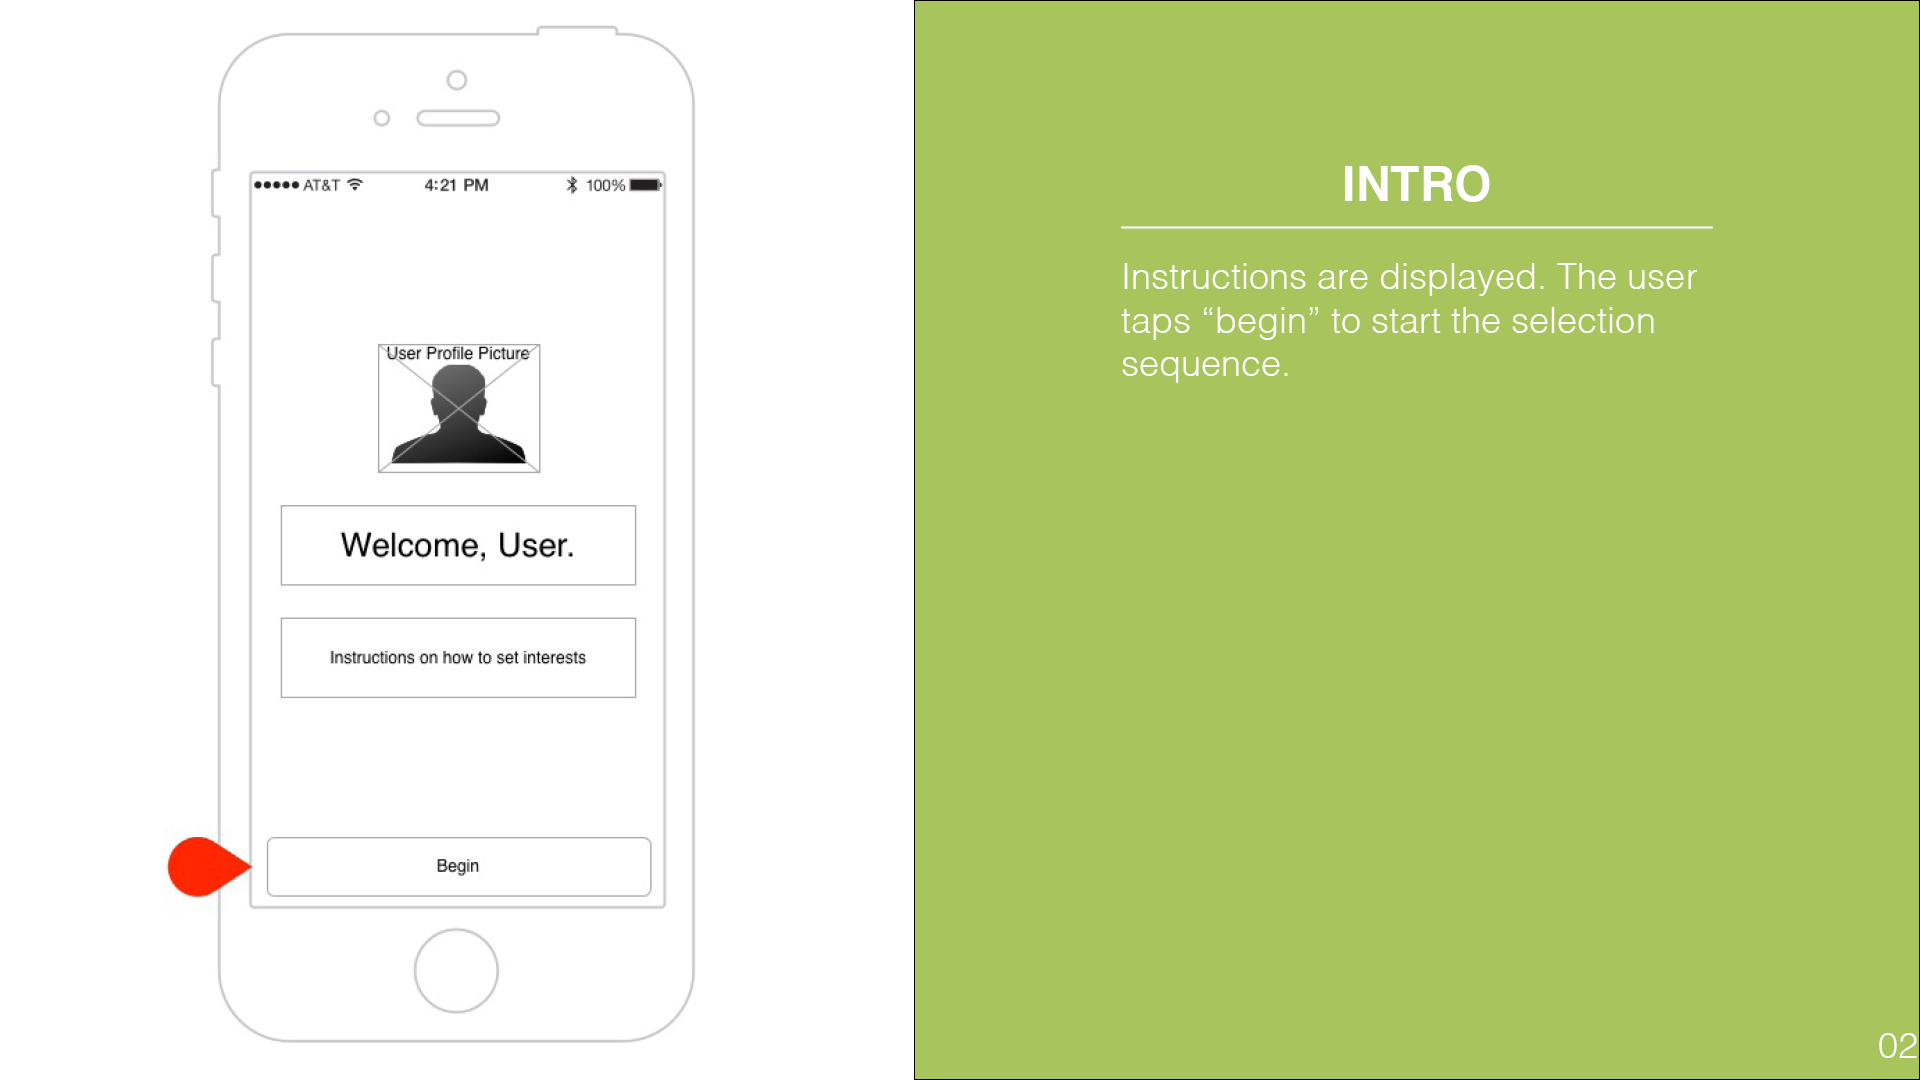 AT&T 4:21 PM 100%
User Profile Picture
Welcome, User.
Instructions on how to set interests
Begin
INTRO
Instructions are displayed. The user
taps “begin” to start the selection
sequence.
02